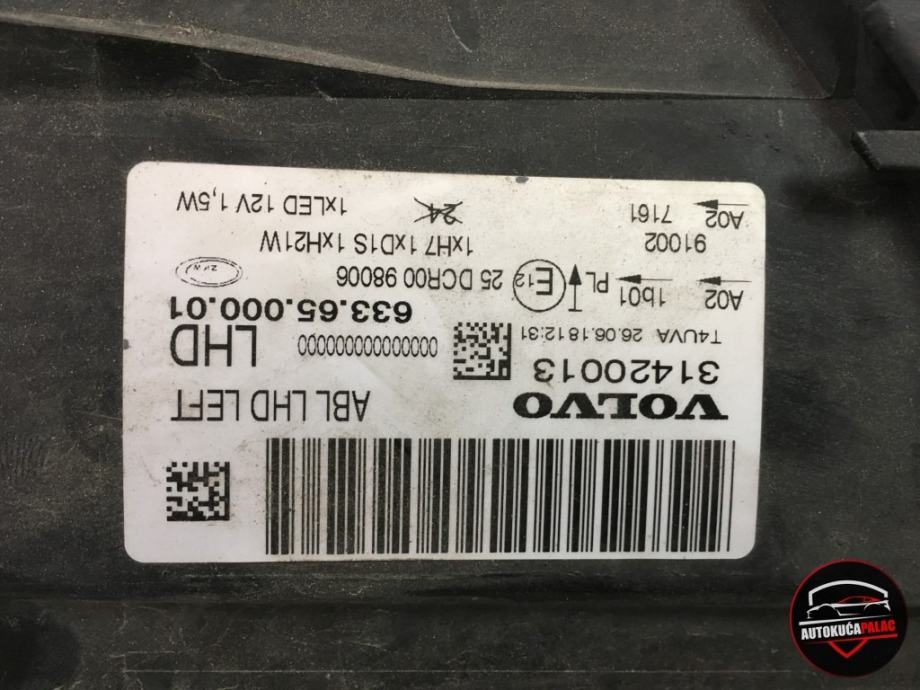 VOLVO ABL LHD LEFT
31420013 LHD
T4UVA 26.06.18 12:31 0000000000000000
633.65.000.01
A02 1b01 PL E12 25 DCR00 98006
91002 1xH7 1xD1S 1xH21W
A02 7161 24 1xLED 12V 1,5W
AUTOKUĆA PALAC